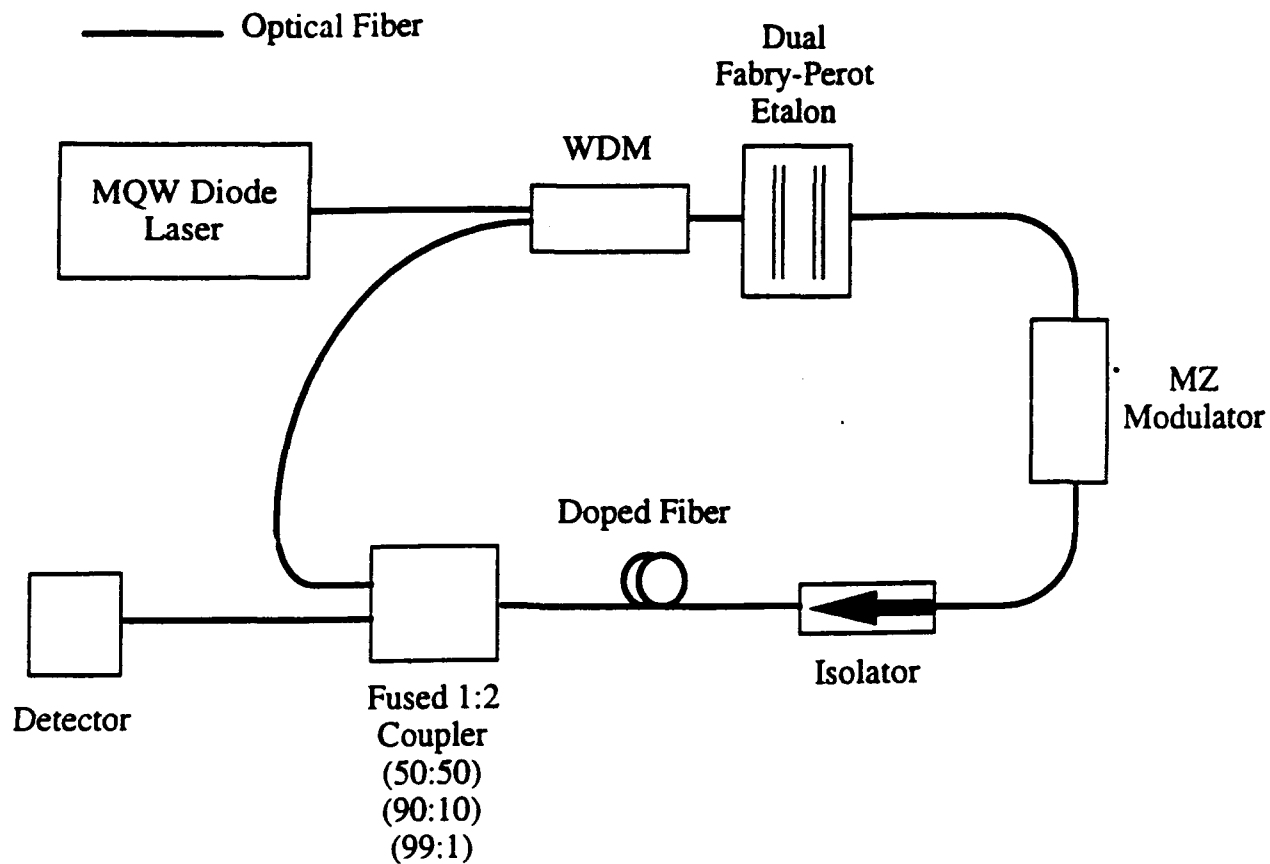 Optical Fiber
Dual
Fabry-Perot
Etalon
WDM
MQW Diode
Laser
MZ
Modulator
Doped Fiber
Isolator
Detector
Fused 1:2
Coupler
(50:50)
(90:10)
(99:1)